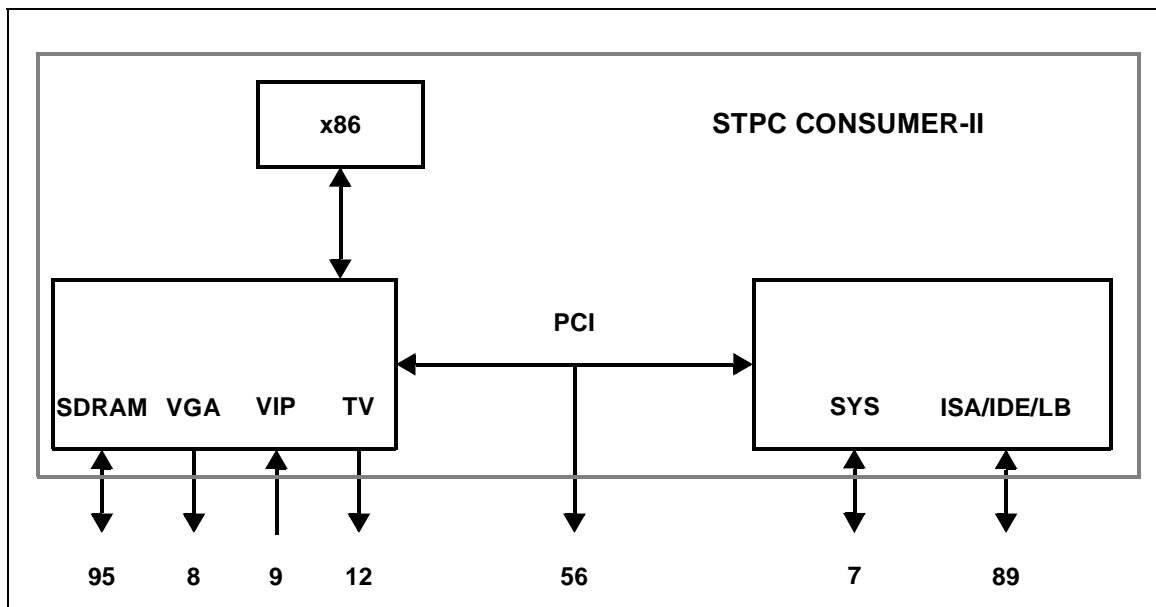 x86
STPC CONSUMER-II
PCI
SDRAM VGA VIP TV
SYS ISA/IDE/LB
95 8 9 12 56 7 89